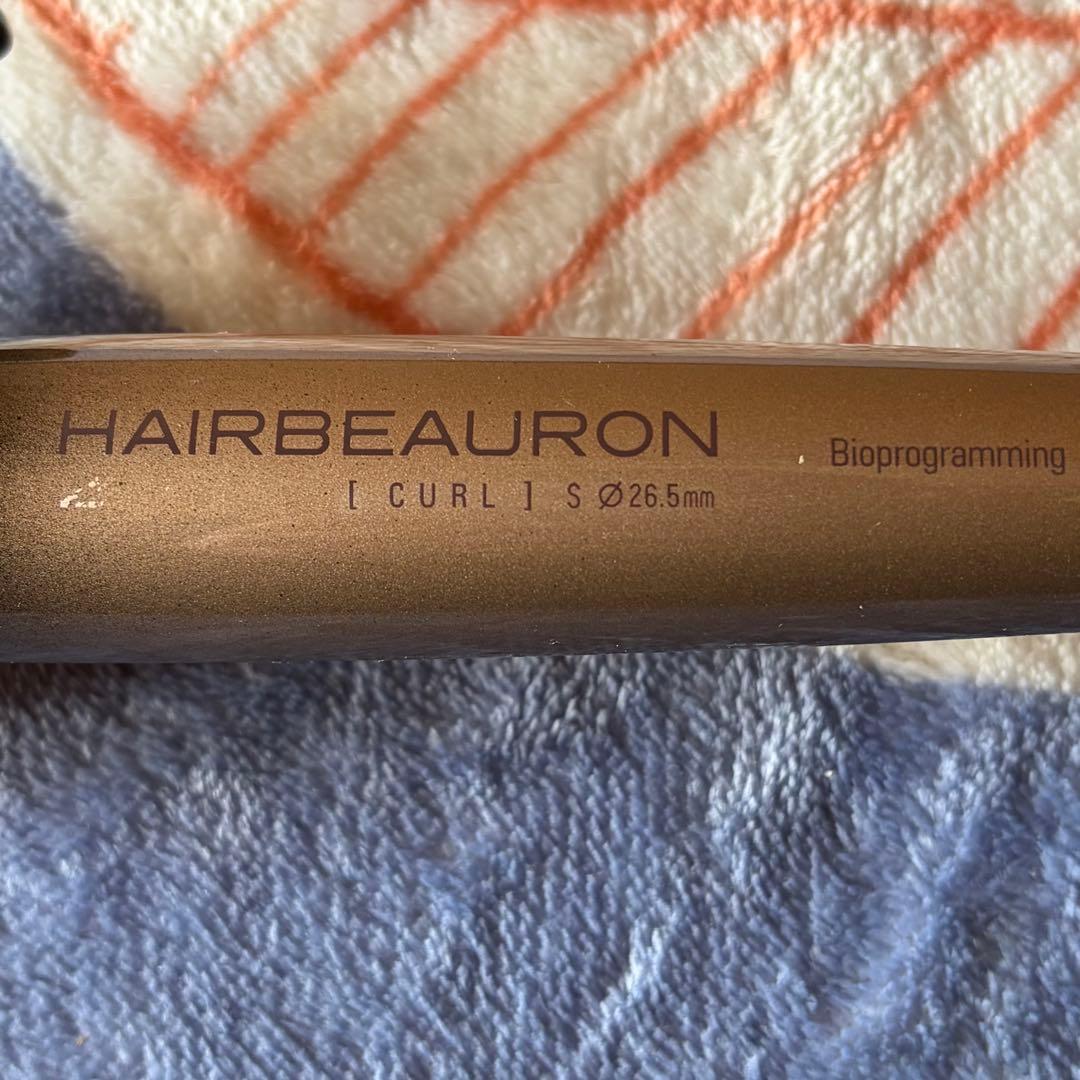 HAIRBEAURON
[ CURL ] S Ø26.5mm
Bioprogramming